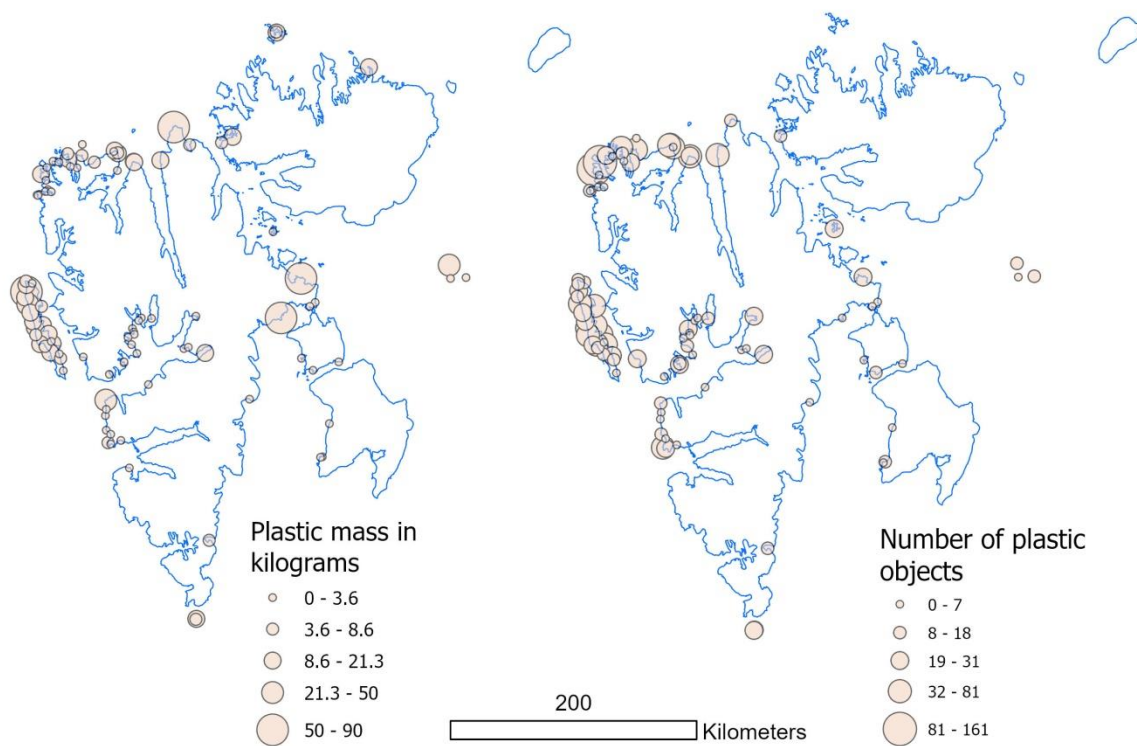 Plastic mass in
kilograms
0 - 3.6
3.6 - 8.6
8.6 - 21.3
21.3 - 50
50 - 90
200
Kilometers
Number of plastic
objects
0 - 7
8 - 18
19 - 31
32 - 81
81 - 161